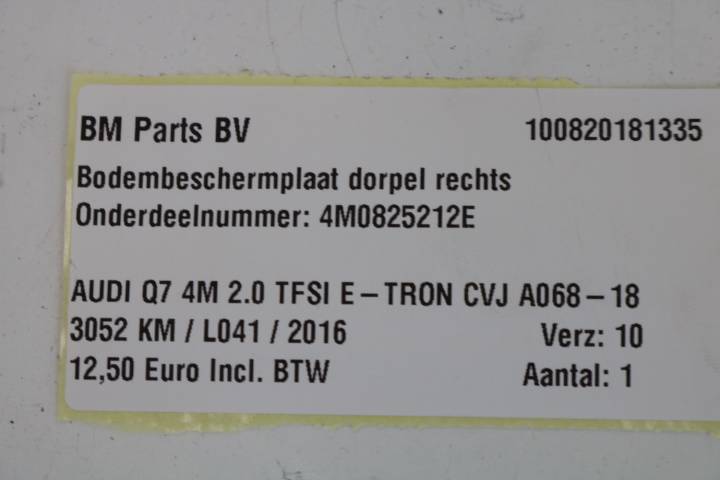 BM Parts BV 100820181335
Bodembeschermplaat dorpel rechts
Onderdeelnummer: 4M0825212E
AUDI Q7 4M 2.0 TFSI E-TRON CVJ A068-18
3052 KM / L041 / 2016 Verz: 10
12,50 Euro Incl. BTW Aantal: 1